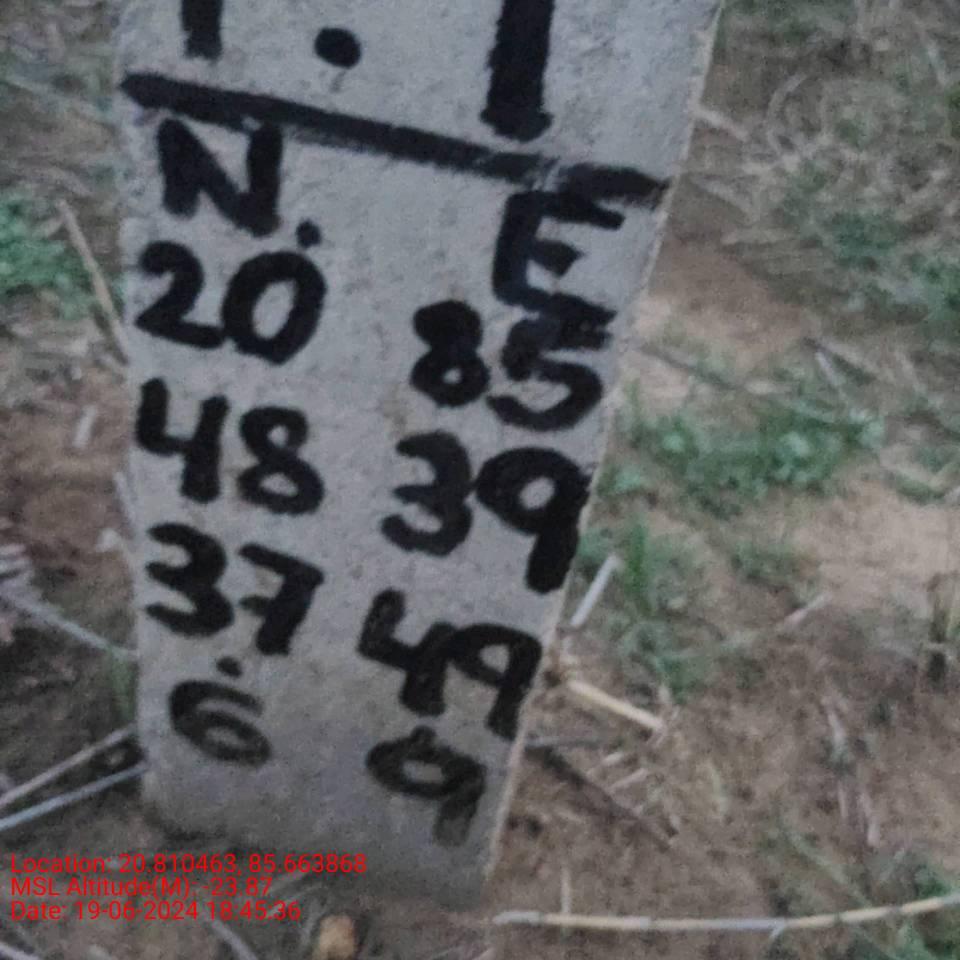 N. E
20 85
48 39
37 49
.6 .9
Location: 20.810463, 85.663868
MSL Altitude(M): -23.87
Date: 19-06-2024 18:45:36